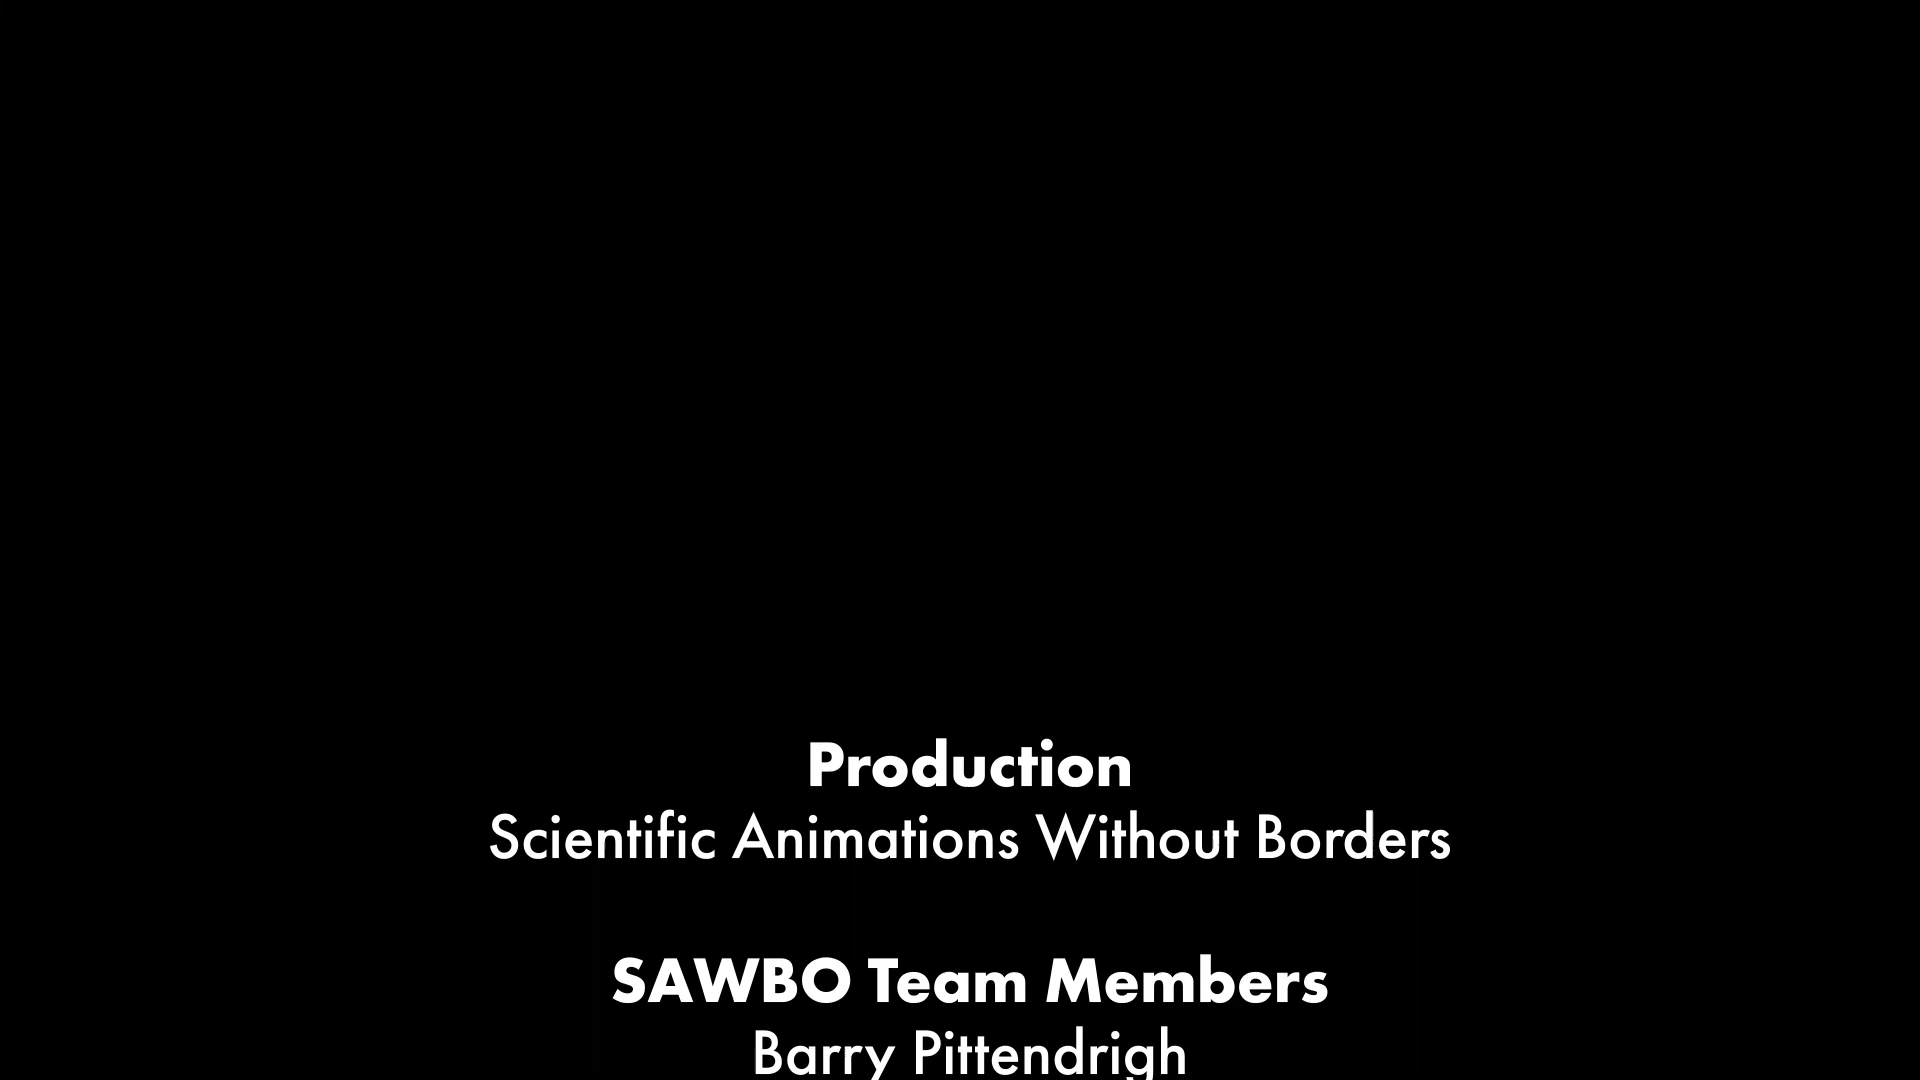 Production
Scientific Animations Without Borders
SAWBO Team Members
Barry Pittendrigh